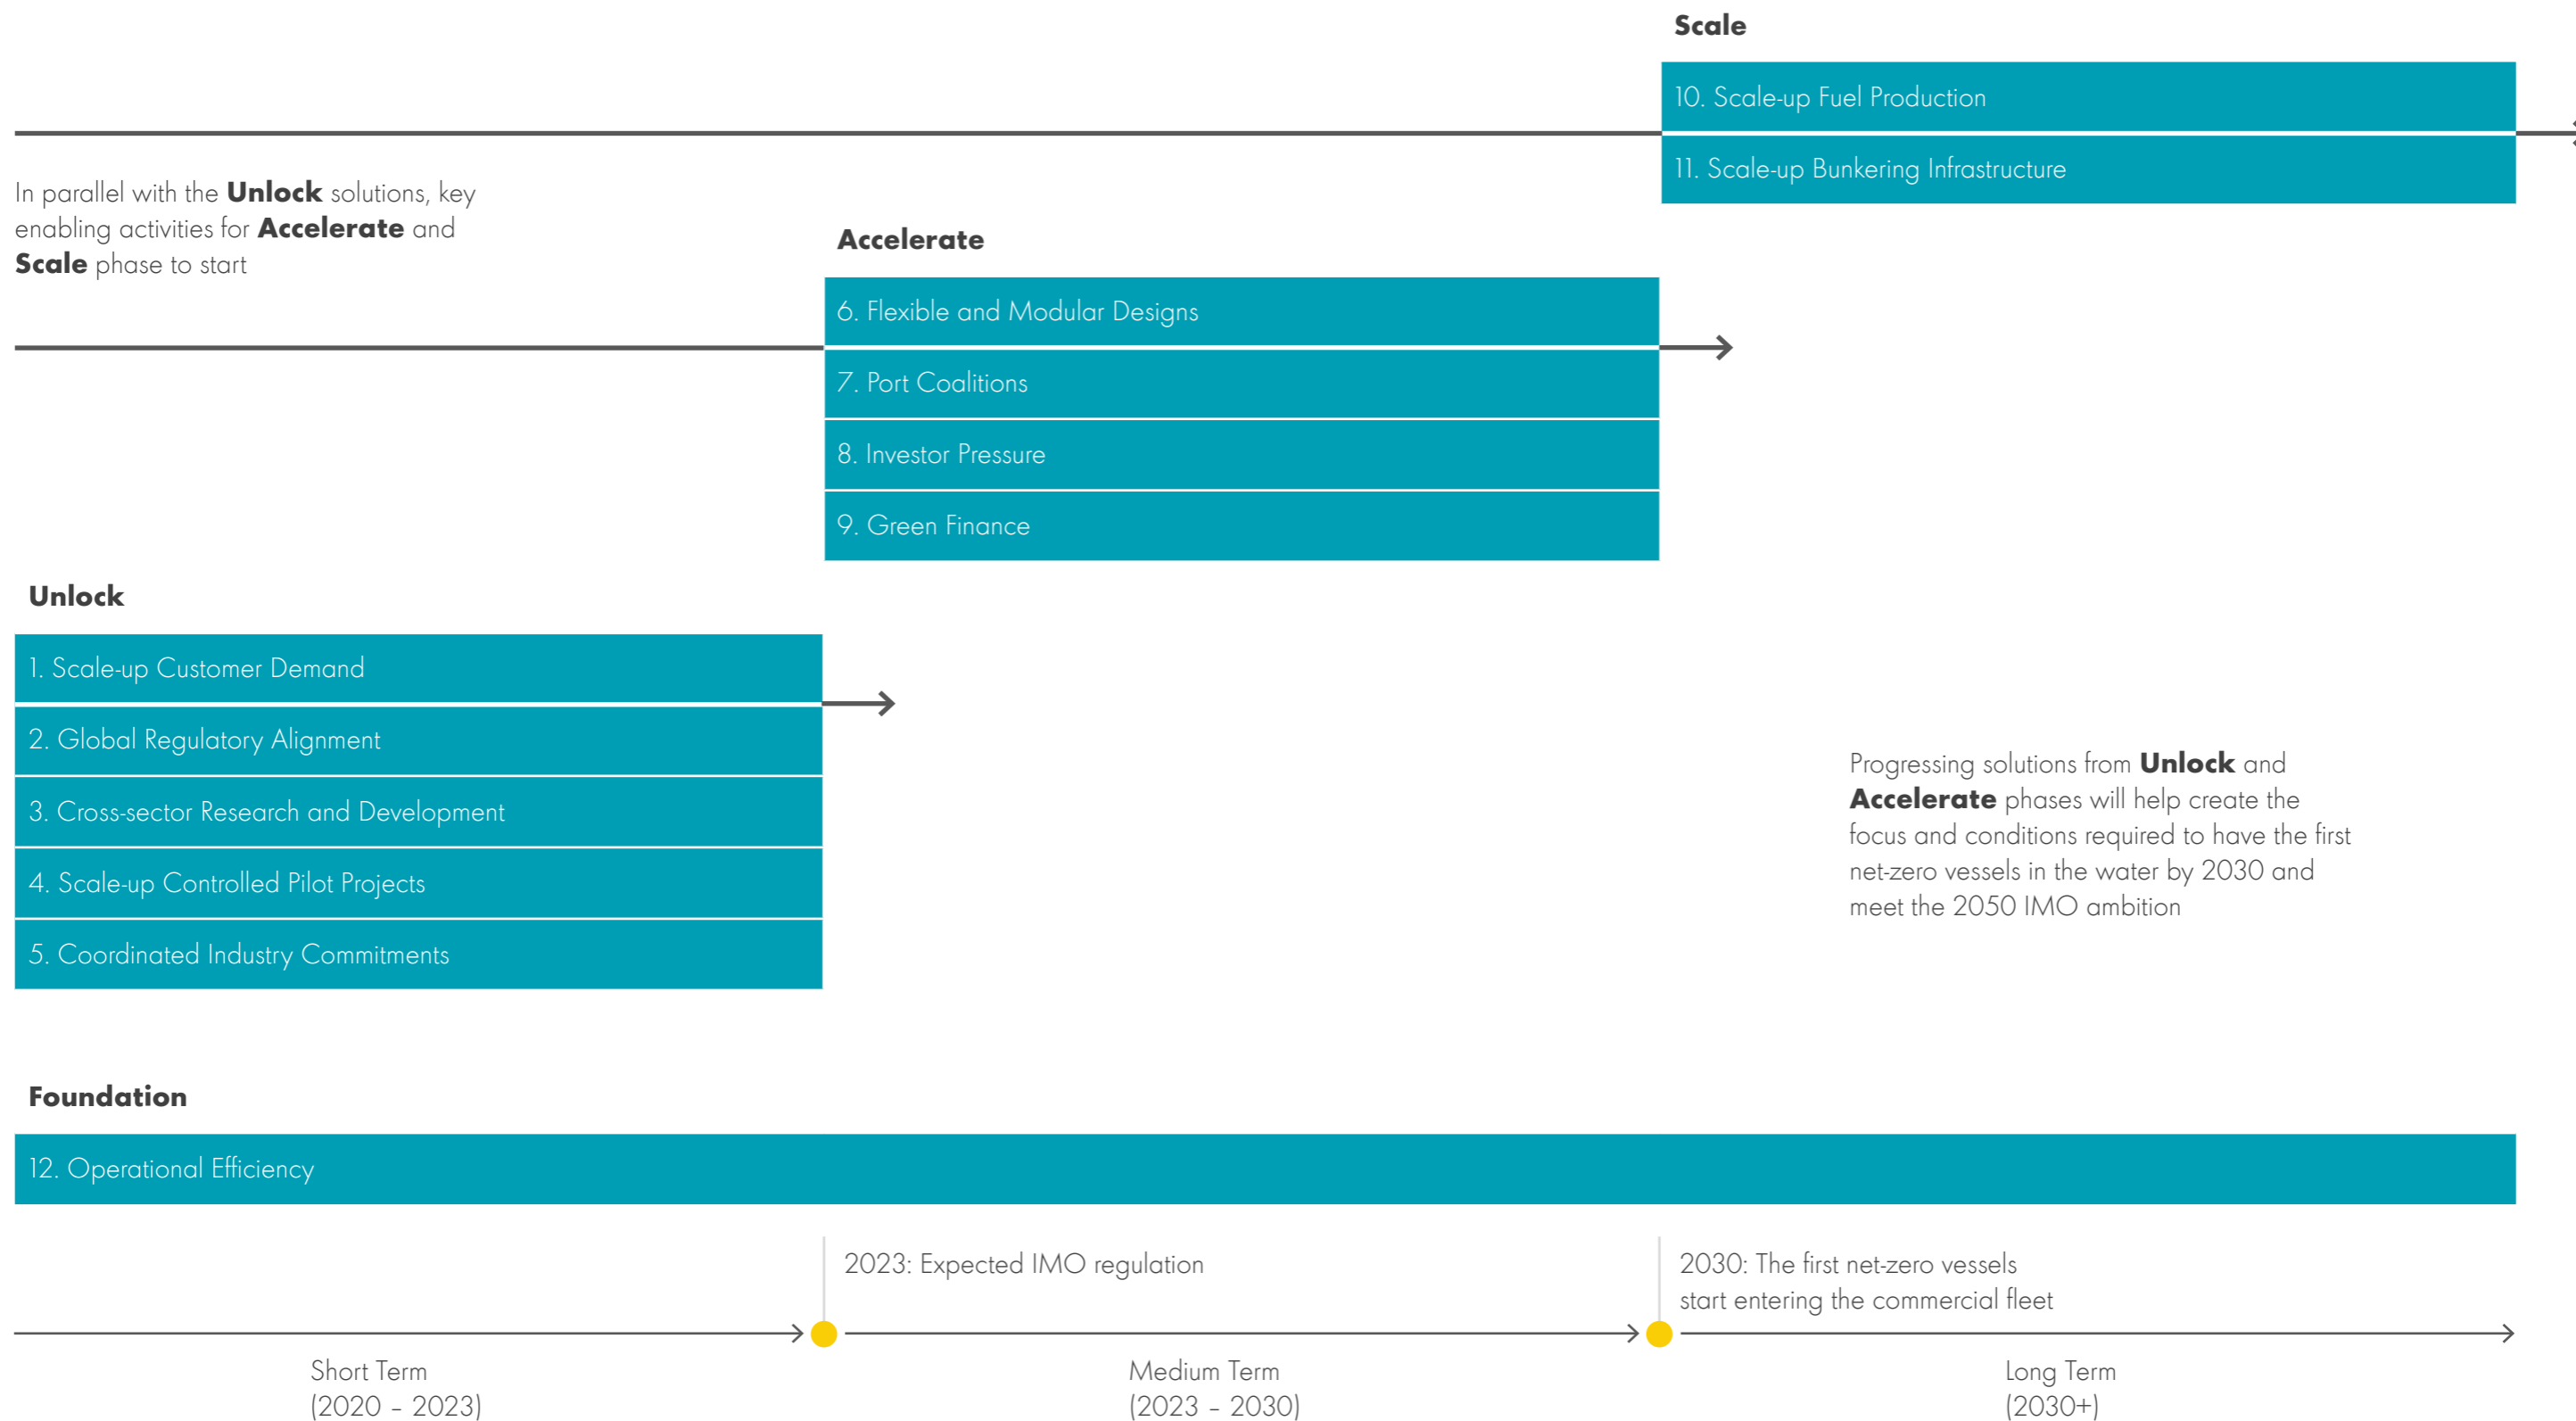 Scale
10. Scale-up Fuel Production
11. Scale-up Bunkering Infrastructure
In parallel with the Unlock solutions, key
enabling activities for Accelerate and
Scale phase to start
Accelerate
6. Flexible and Modular Designs
7. Port Coalitions
8. Investor Pressure
9. Green Finance
Unlock
1. Scale-up Customer Demand
2. Global Regulatory Alignment
3. Cross-sector Research and Development
4. Scale-up Controlled Pilot Projects
5. Coordinated Industry Commitments
Progressing solutions from Unlock and
Accelerate phases will help create the
focus and conditions required to have the first
net-zero vessels in the water by 2030 and
meet the 2050 IMO ambition
Foundation
12. Operational Efficiency
2023: Expected IMO regulation
2030: The first net-zero vessels
start entering the commercial fleet
Short Term
(2020 – 2023)
Medium Term
(2023 – 2030)
Long Term
(2030+)